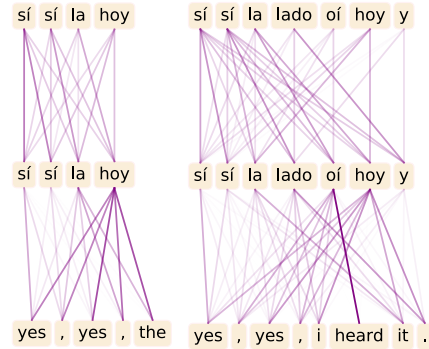 sí sí la hoy
sí sí la hoy
yes , yes , the
sí sí la lado oí hoy y
sí sí la lado oí hoy y
yes , yes , i heard it .